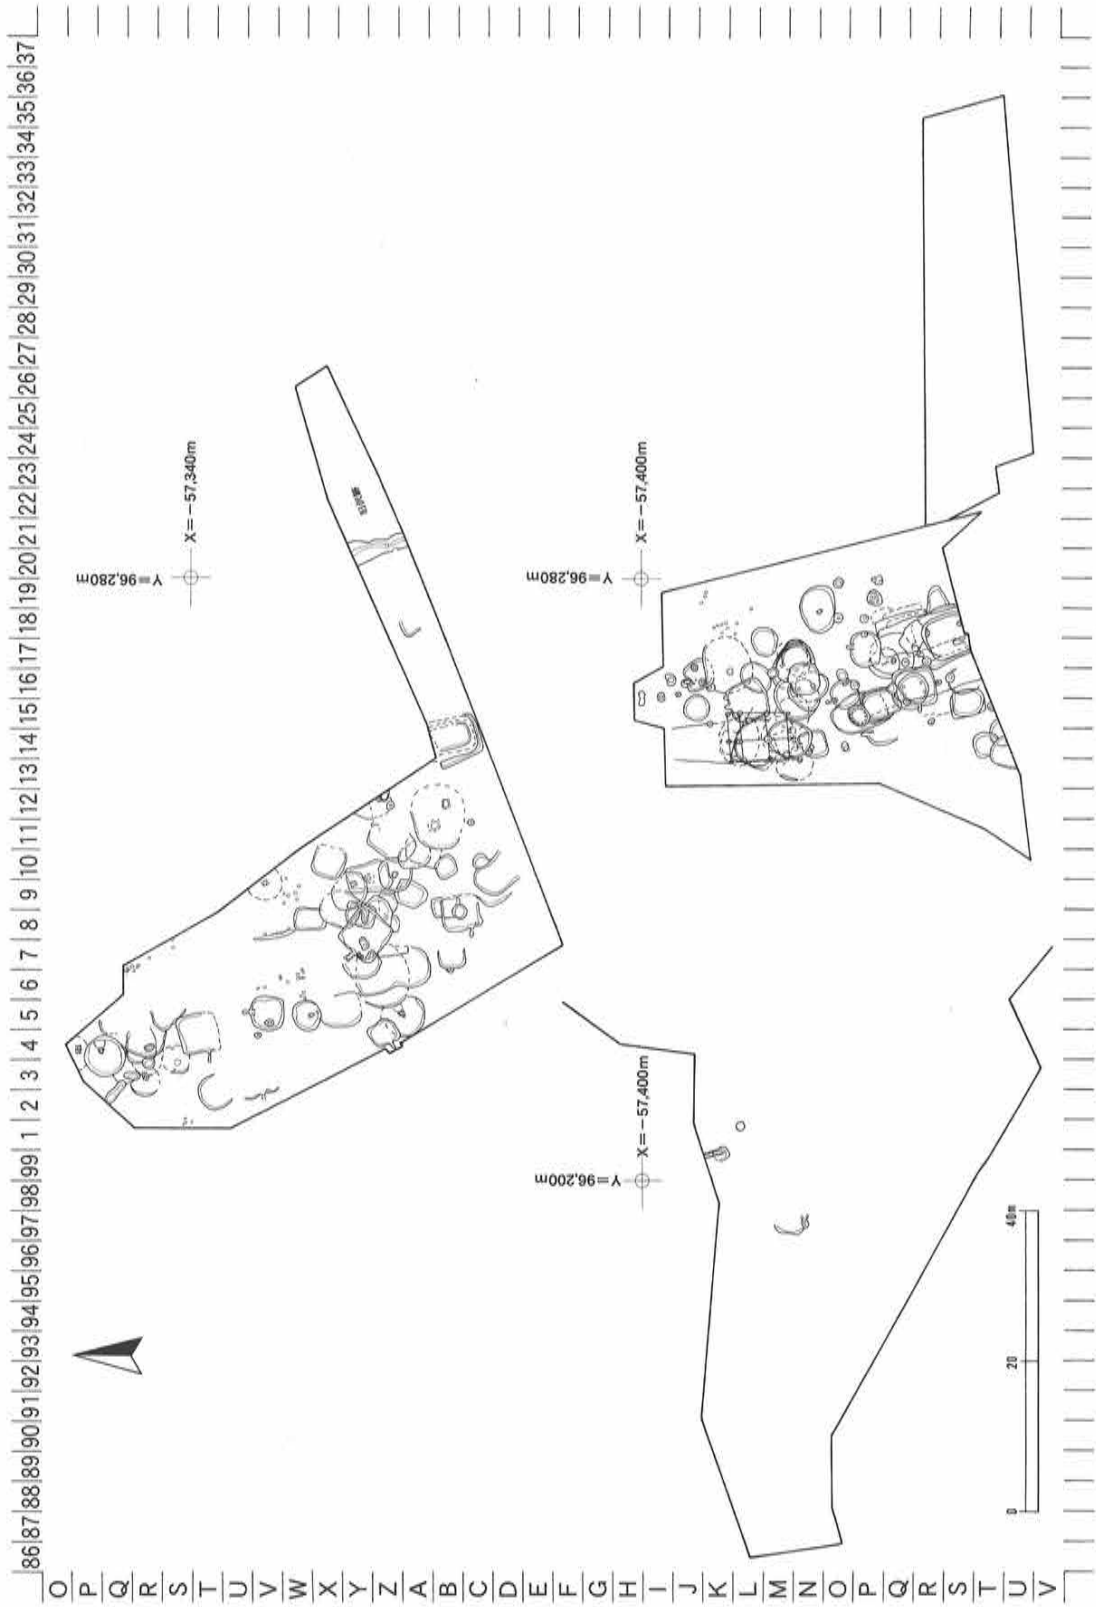 86|87|88|89|90|91|92|93|94|95|96|97|98|99|1|2|3|4|5|6|7|8|9|10|11|12|13|14|15|16|17|18|19|20|21|22|23|24|25|26|27|28|29|30|31|32|33|34|35|36|37
O
P
Q
R
S
T
U
V
W
X
Y
Z
A
B
C
D
E
F
G
H
I
J
K
L
M
N
O
P
Q
R
S
T
U
V
Y=96,280m
X=-57,340m
Y=96,280m
X=-57,400m
Y=96,200m
X=-57,400m
0
20
40m